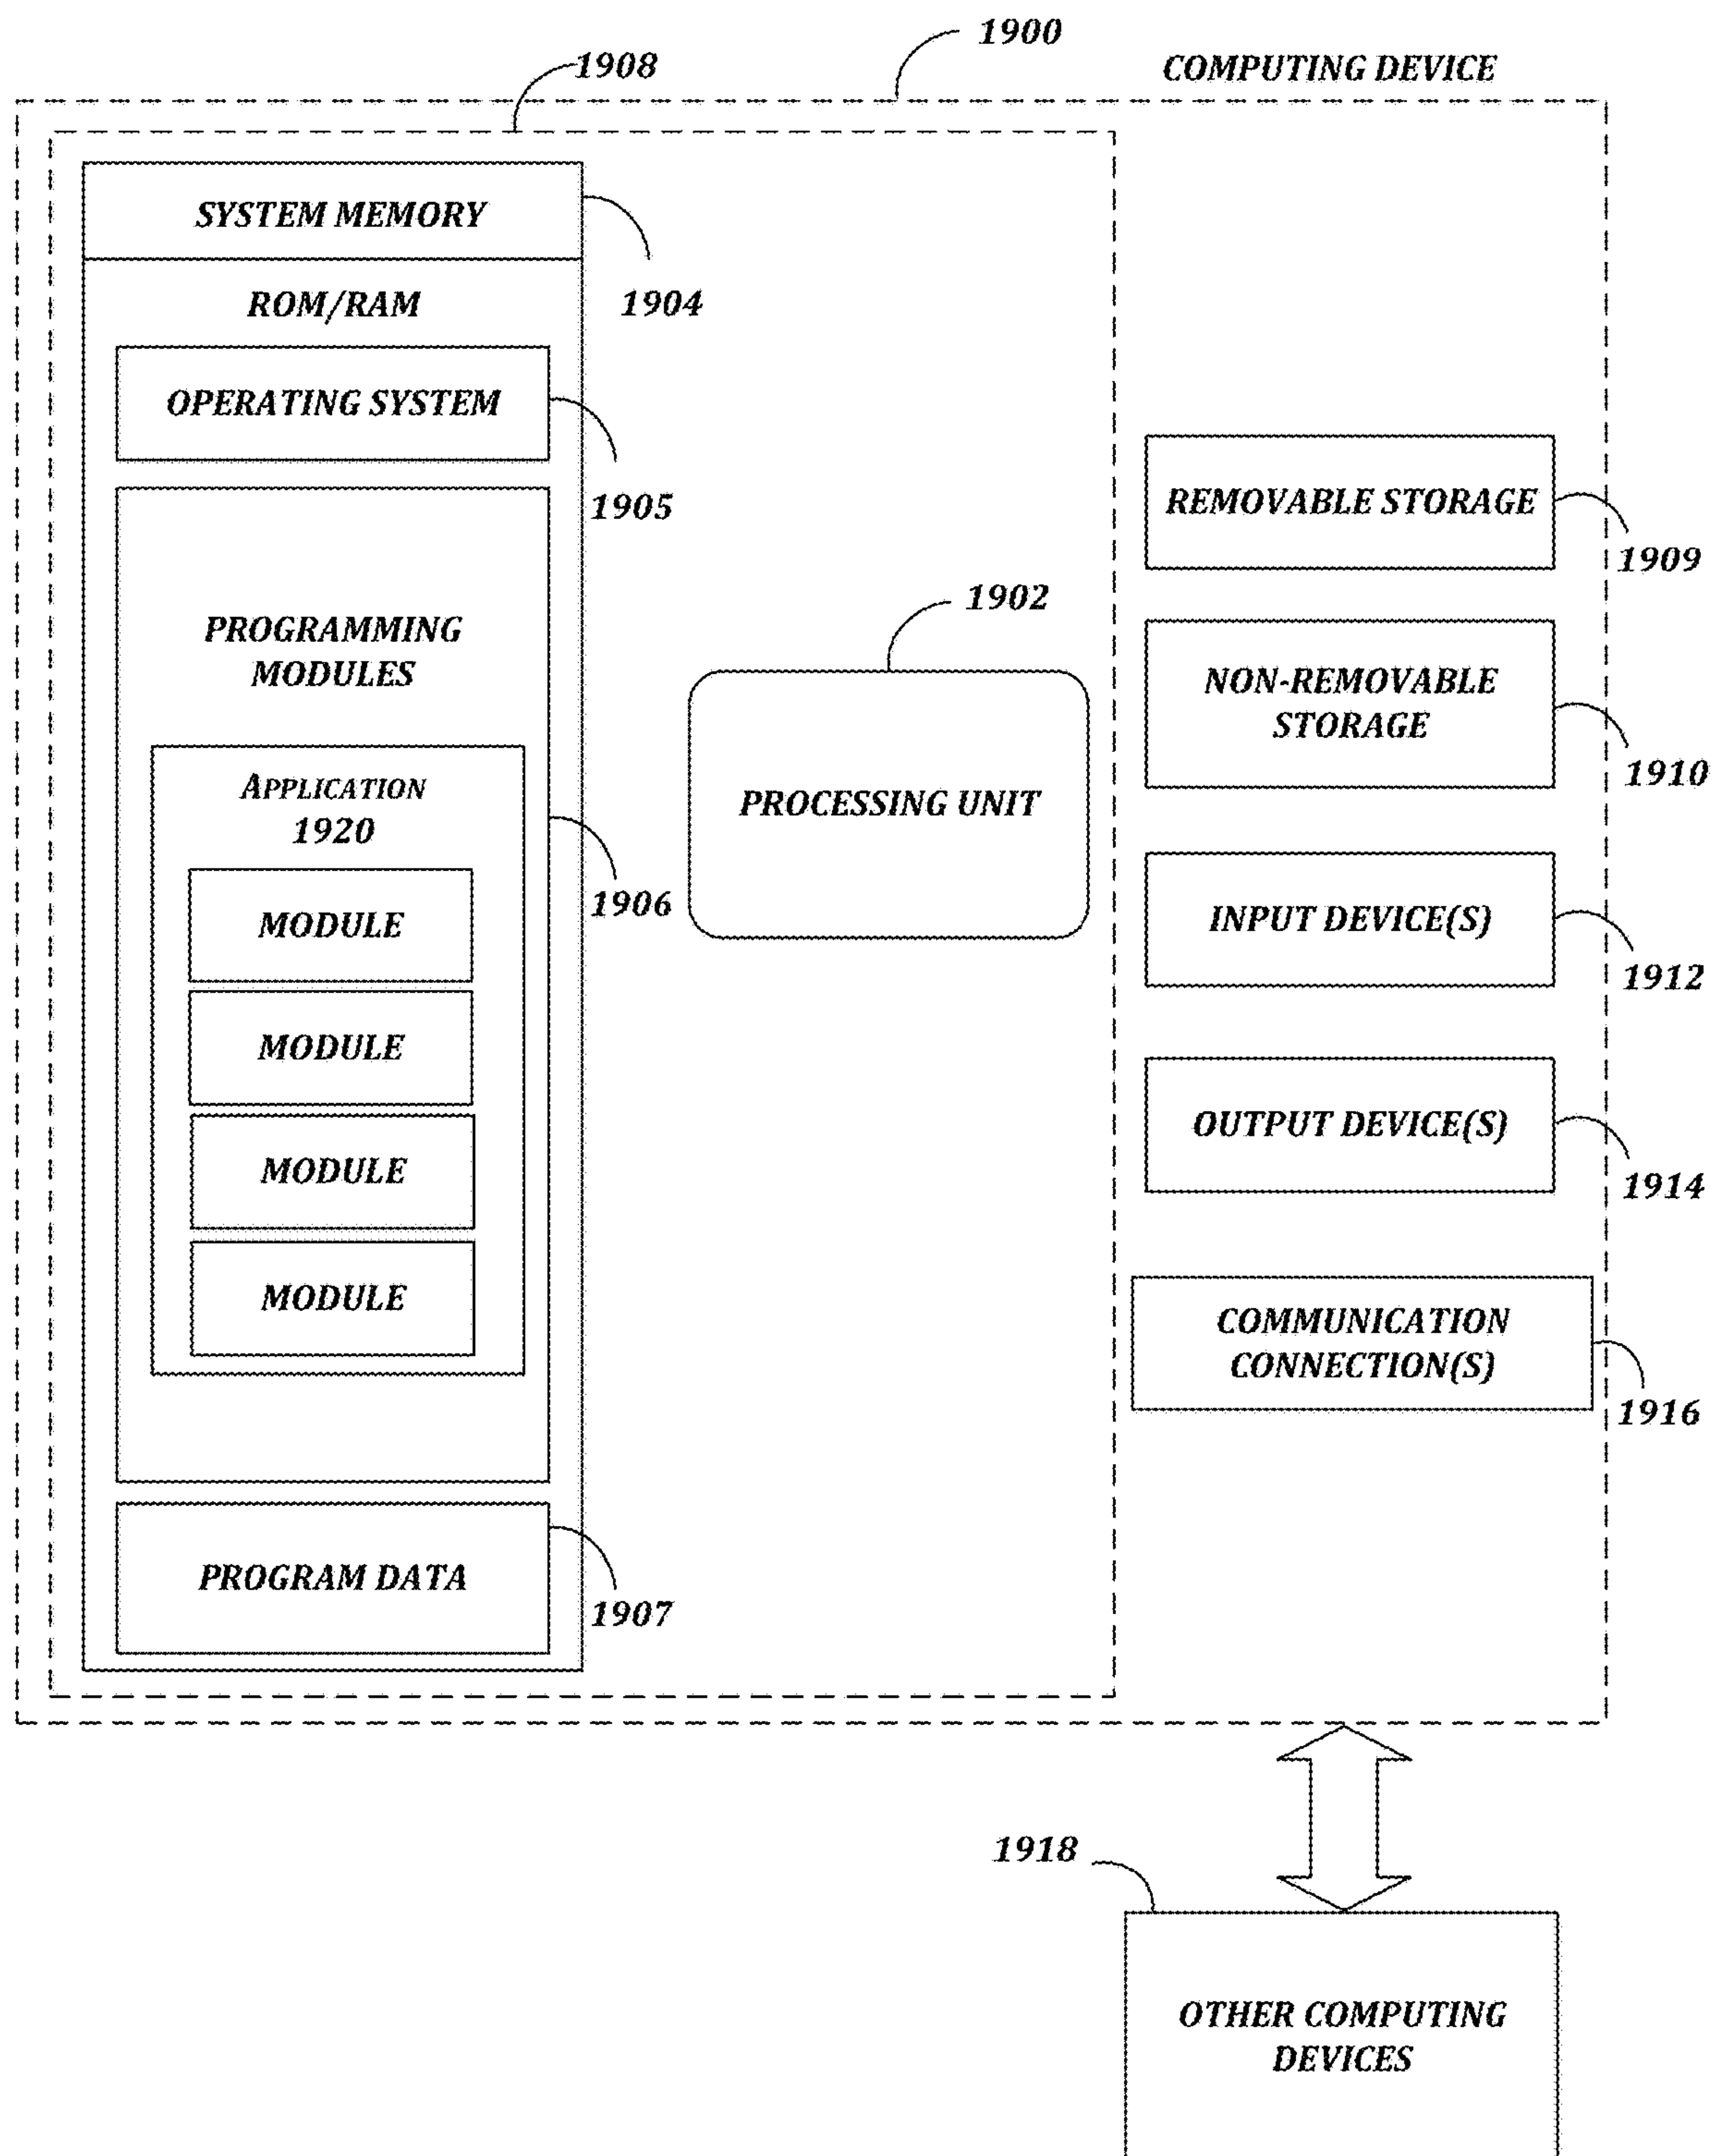 1900
COMPUTING DEVICE
1908
SYSTEM MEMORY
1904
ROM/RAM
OPERATING SYSTEM
1905
PROGRAMMING
MODULES
APPLICATION
1920
MODULE
MODULE
MODULE
MODULE
1906
PROGRAM DATA
1907
1902
PROCESSING UNIT
REMOVABLE STORAGE
1909
NON-REMOVABLE
STORAGE
1910
INPUT DEVICE(S)
1912
OUTPUT DEVICE(S)
1914
COMMUNICATION
CONNECTION(S)
1916
1918
OTHER COMPUTING
DEVICES